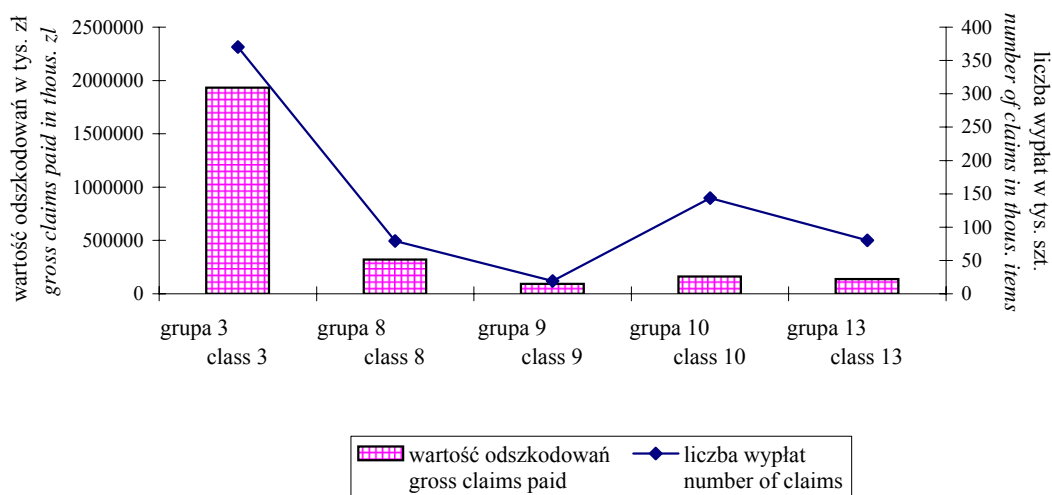 wartość odszkodowań w tys. zł
gross claims paid in thous. zl
2500000
2000000
1500000
1000000
500000
0
400
350
300
250
200
150
100
50
0
liczba wypłat w tys. szt.
number of claims in thous. items
grupa 3
class 3
grupa 8
class 8
grupa 9
class 9
grupa 10
class 10
grupa 13
class 13
wartość odszkodowań
gross claims paid
liczba wypłat
number of claims